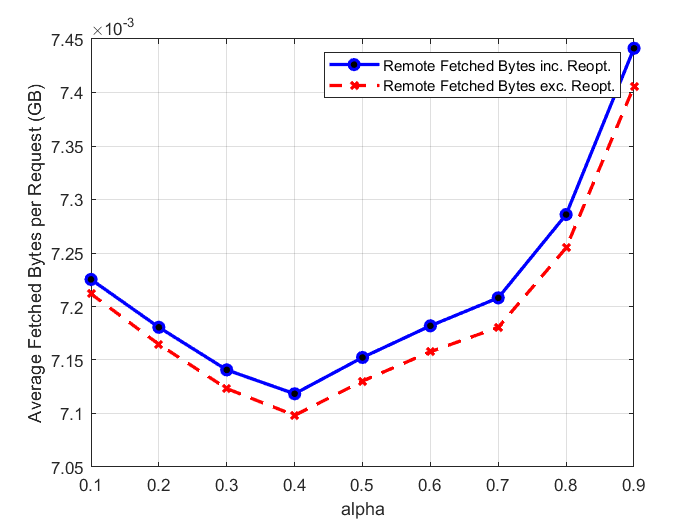 ×10⁻³
7.45
7.4
7.35
7.3
7.25
7.2
7.15
7.1
7.05
Average Fetched Bytes per Request (GB)
Remote Fetched Bytes inc. Reopt.
Remote Fetched Bytes exc. Reopt.
0.1 0.2 0.3 0.4 0.5 0.6 0.7 0.8 0.9
alpha